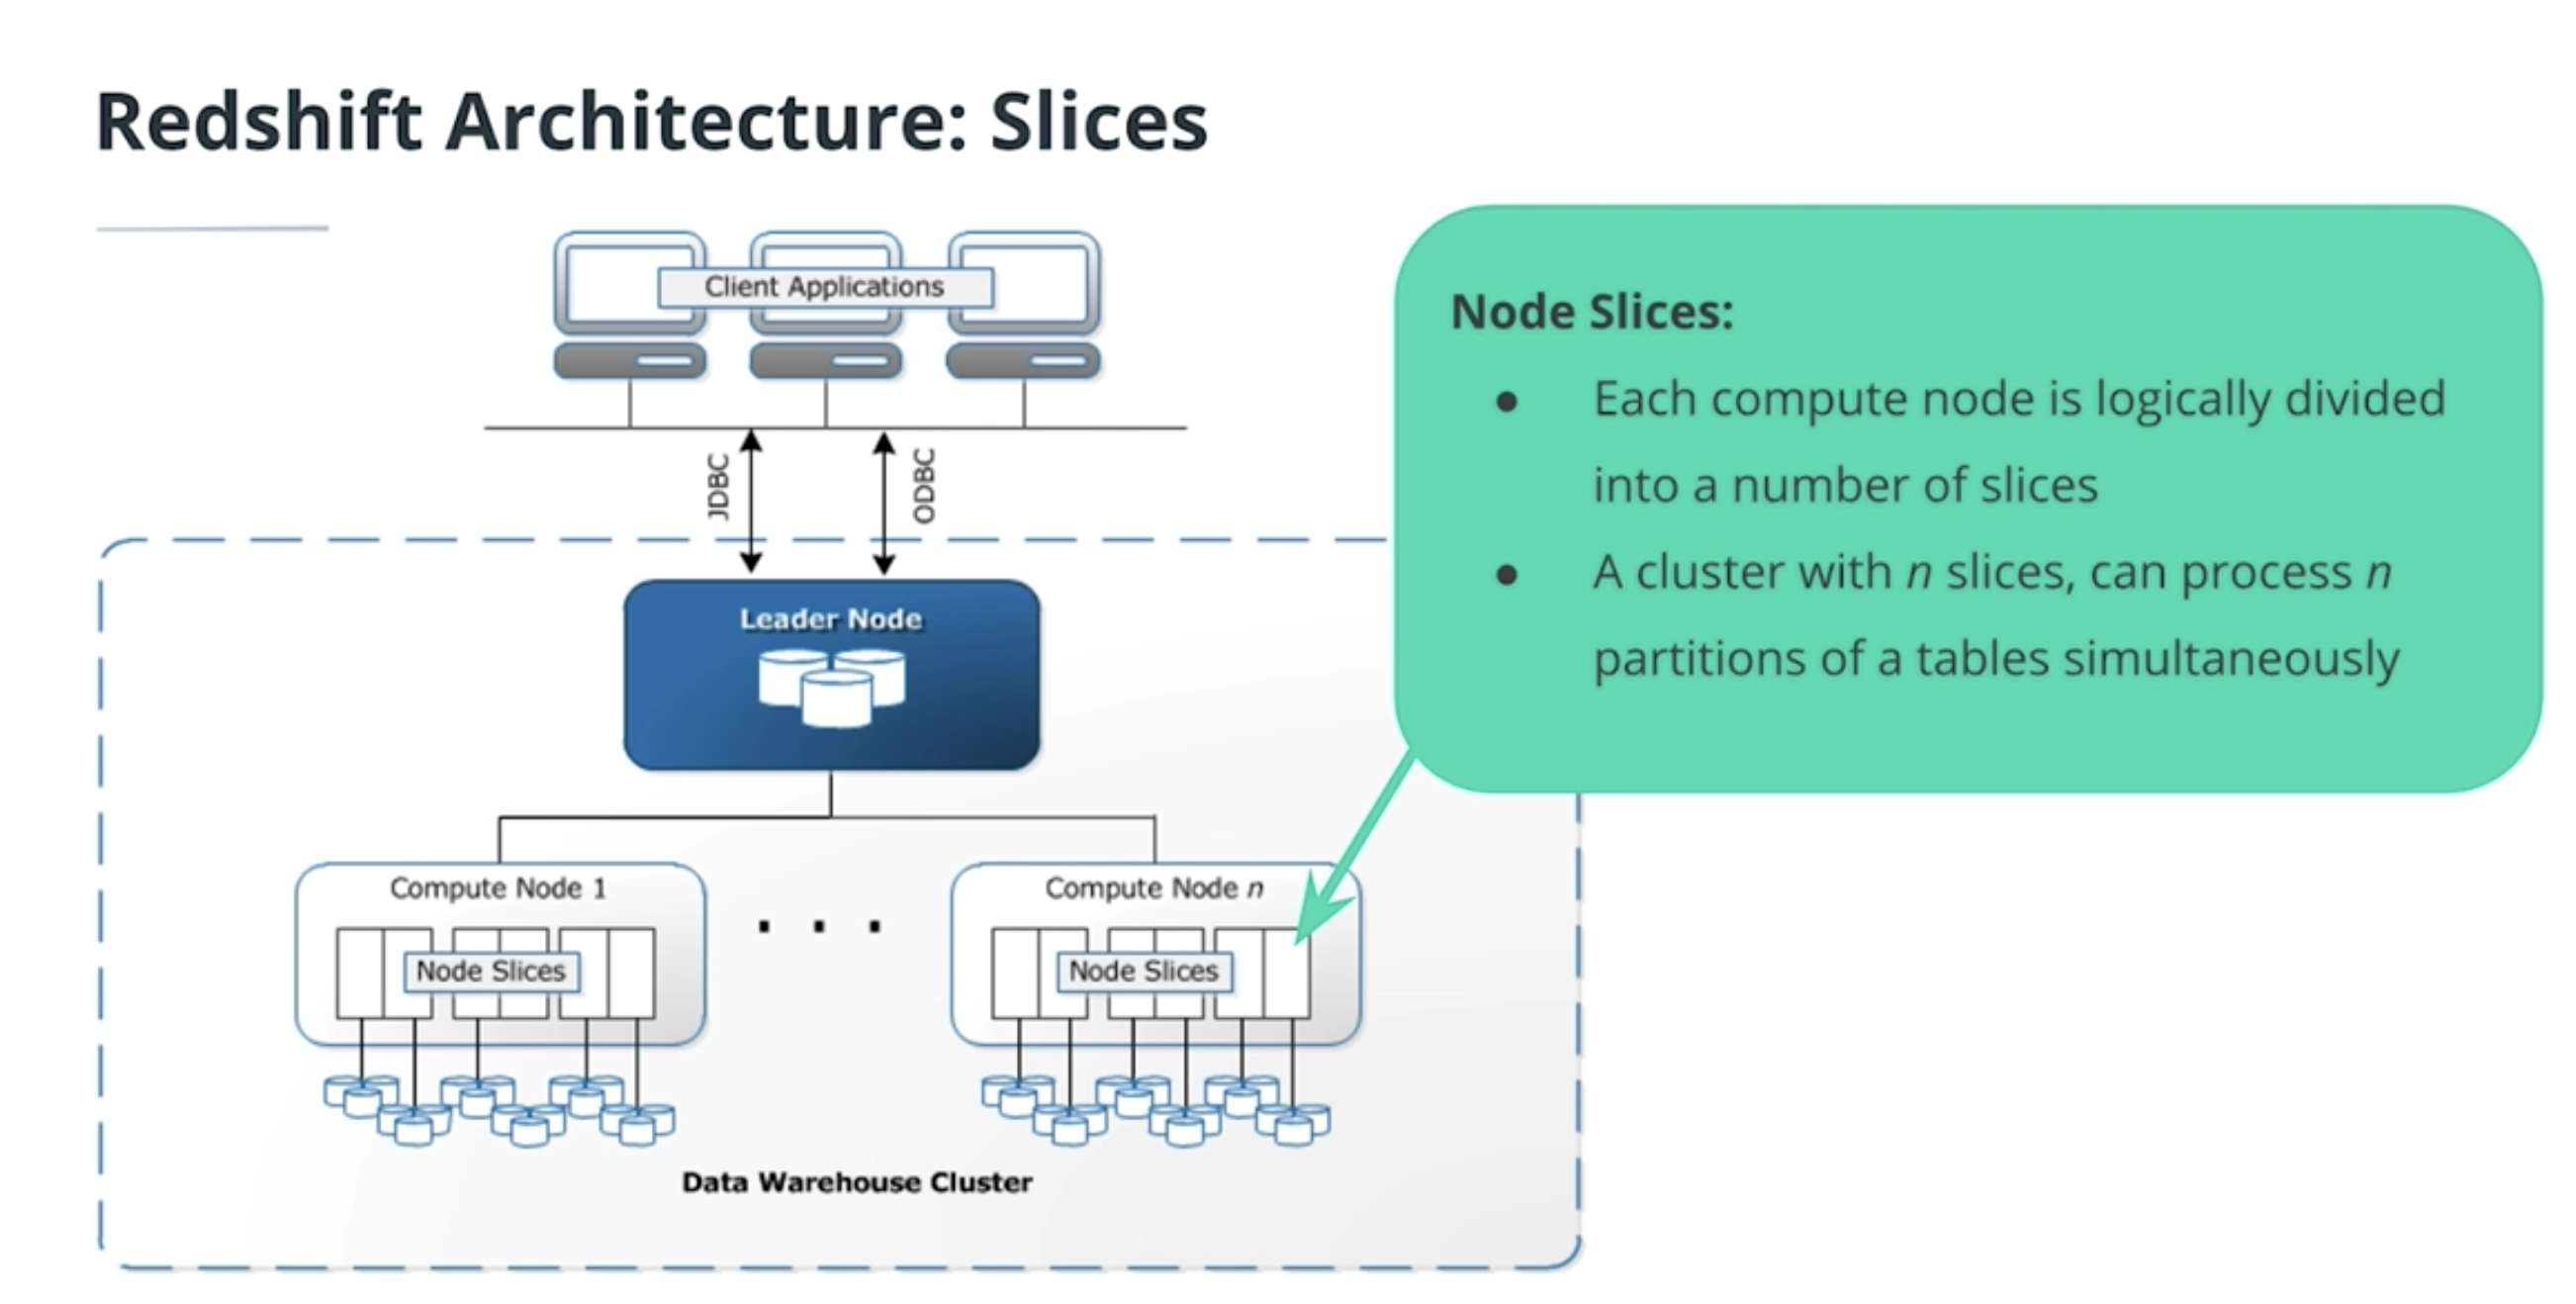 Redshift Architecture: Slices
Client Applications
JDBC
ODBC
Leader Node
Compute Node 1
Node Slices
. . .
Compute Node n
Node Slices
Data Warehouse Cluster
Node Slices:
● Each compute node is logically divided
into a number of slices
● A cluster with n slices, can process n
partitions of a tables simultaneously